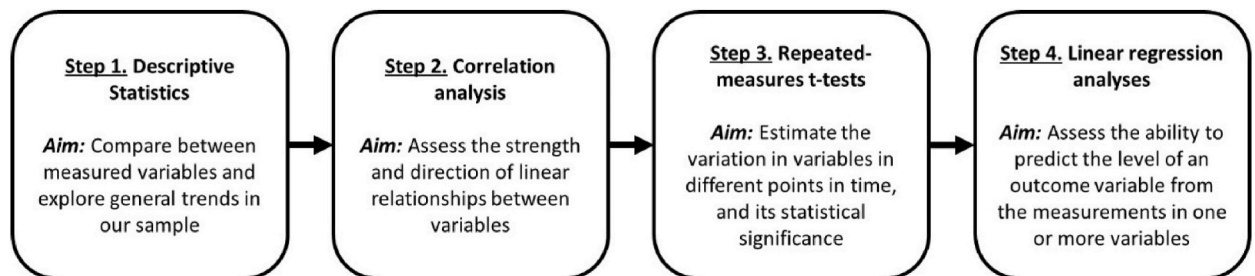 Step 1. Descriptive
Statistics
Aim: Compare between
measured variables and
explore general trends in
our sample
Step 2. Correlation
analysis
Aim: Assess the strength
and direction of linear
relationships between
variables
Step 3. Repeated-
measures t-tests
Aim: Estimate the
variation in variables in
different points in time,
and its statistical
significance
Step 4. Linear regression
analyses
Aim: Assess the ability to
predict the level of an
outcome variable from
the measurements in one
or more variables